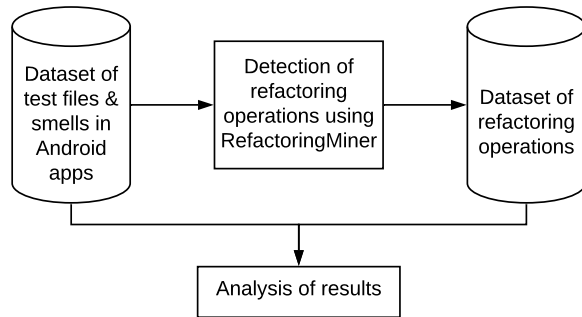 Dataset of
test files &
smells in
Android
apps
Detection of
refactoring
operations using
RefactoringMiner
Dataset of
refactoring
operations
Analysis of results